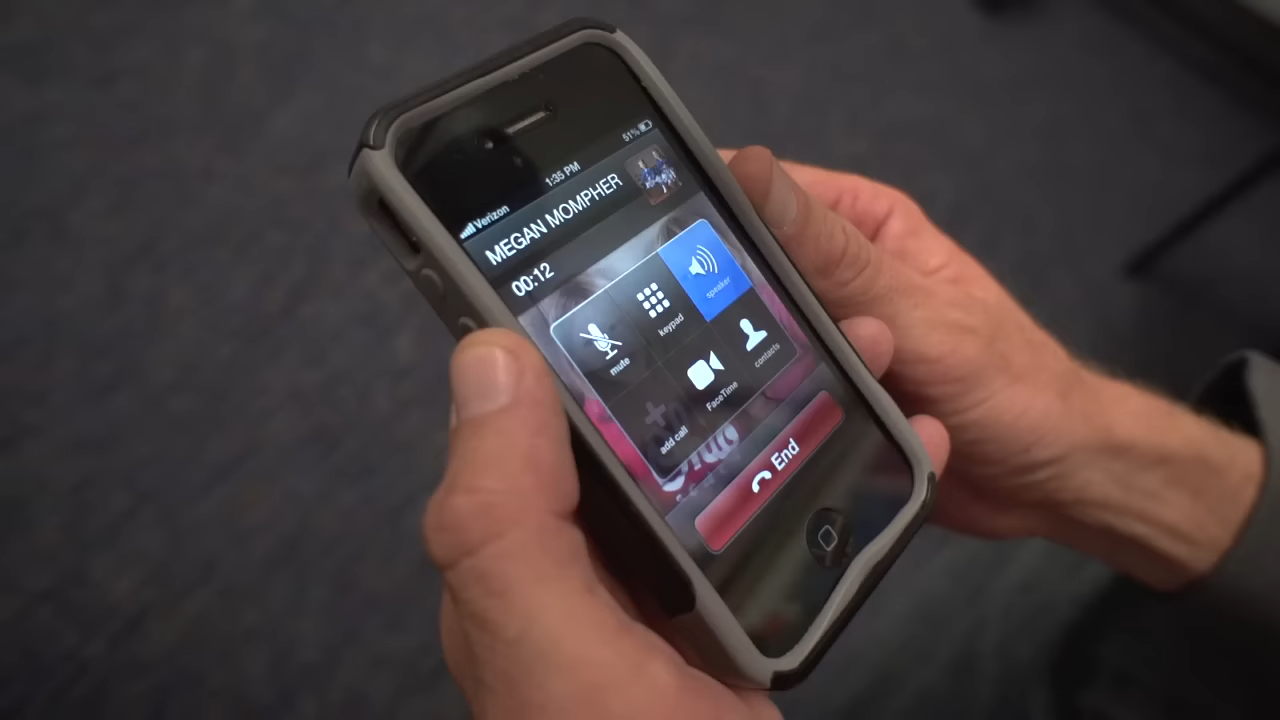 Verizon 1:35 PM 51%
MEGAN MOMPHER
00:12
mute keypad speaker
add call FaceTime contacts
End